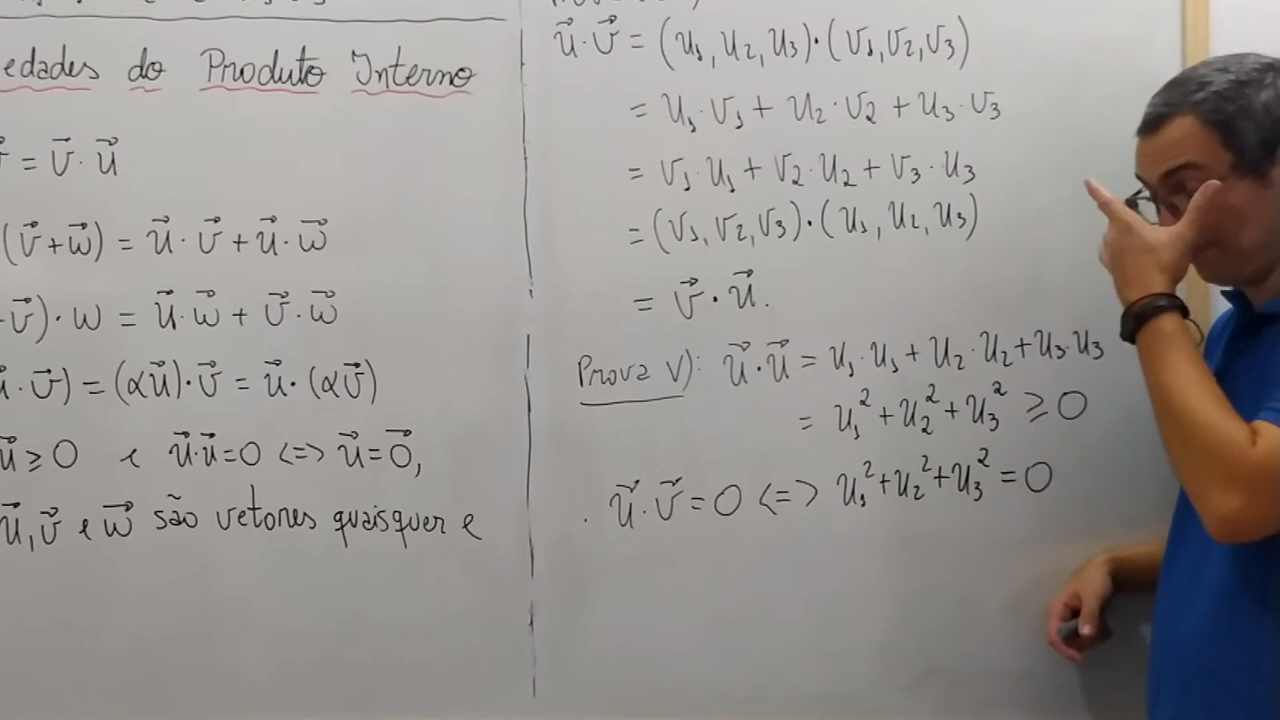 edades do Produto Interno
= v⃗ · u⃗
(v⃗ + w⃗) = u⃗ · v⃗ + u⃗ · w⃗
v⃗) · w = u⃗ · w⃗ + v⃗ · w⃗
· v⃗) = (αu⃗) · v⃗ = u⃗ · (αv⃗)
u⃗ ≥ 0 e u⃗ · u⃗ = 0 <=> u⃗ = 0⃗,
u⃗, v⃗ e w⃗ são vetores quaisquer e
u⃗ · v⃗ = (u₁, u₂, u₃) · (v₁, v₂, v₃)
= u₁ · v₁ + u₂ · v₂ + u₃ · v₃
= v₁ · u₁ + v₂ · u₂ + v₃ · u₃
= (v₁, v₂, v₃) · (u₁, u₂, u₃)
= v⃗ · u⃗.
Prova V): u⃗ · u⃗ = u₁ · u₁ + u₂ · u₂ + u₃ · u₃
= u₁² + u₂² + u₃² ≥ 0
· u⃗ · v⃗ = 0 <=> u₁² + u₂² + u₃² = 0